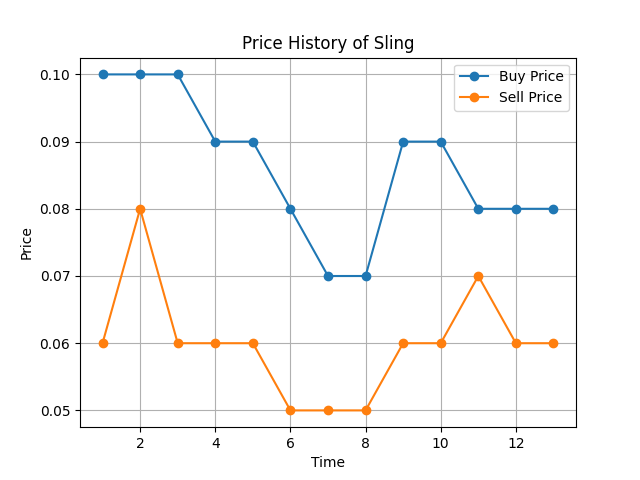 Price History of Sling
Buy Price
Sell Price
0.10
0.09
0.08
0.07
0.06
0.05
Price
2 4 6 8 10 12
Time